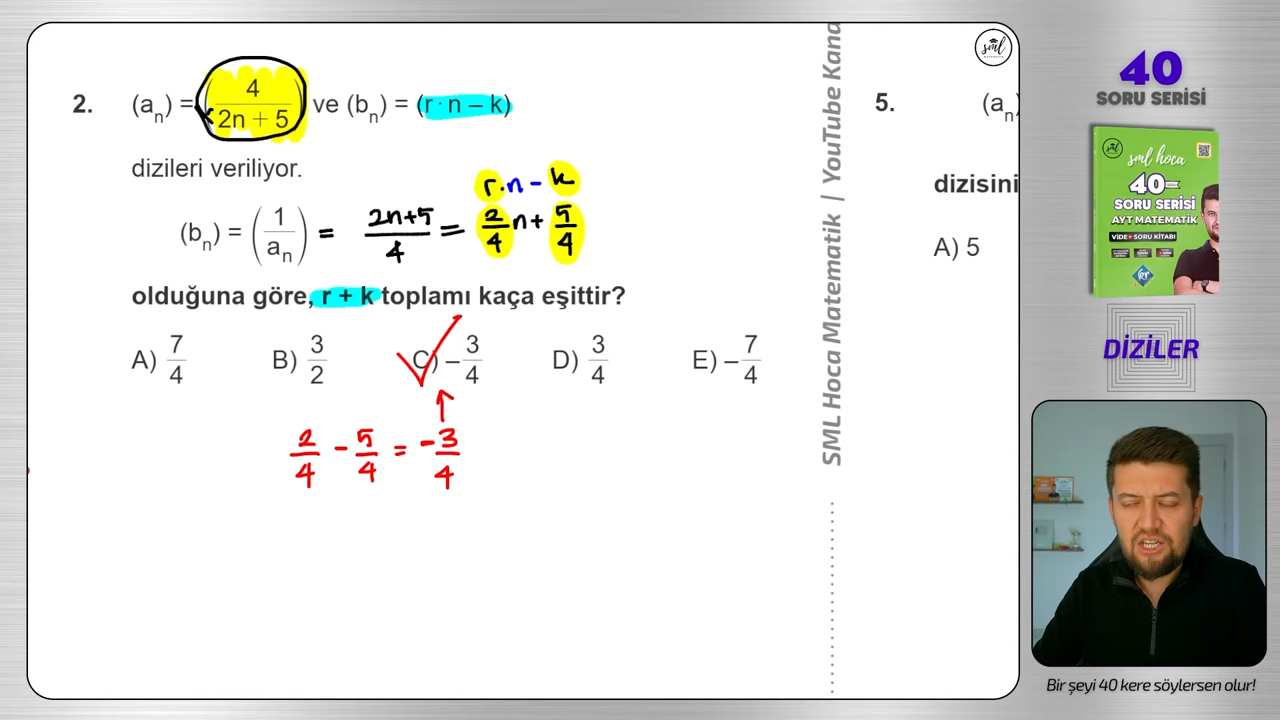 2. (aₙ) = (4/(2n + 5)) ve (bₙ) = (r · n – k)
dizileri veriliyor.
r·n – k
(bₙ) = (1/aₙ) = (2n+5)/4 = 2/4 n + 5/4
olduğuna göre, r + k toplamı kaça eşittir?
A) 7/4 B) 3/2 C) –3/4 D) 3/4 E) –7/4
2/4 – 5/4 = –3/4
SML Hoca Matematik | YouTube Kana
sml
5. (aₙ)
dizisini
A) 5
40
SORU SERİSİ
sml hoca
40
SORU SERİSİ
AYT MATEMATİK
VİDEO SORU KİTABI
DİZİLER
Bir şeyi 40 kere söylersen olur!